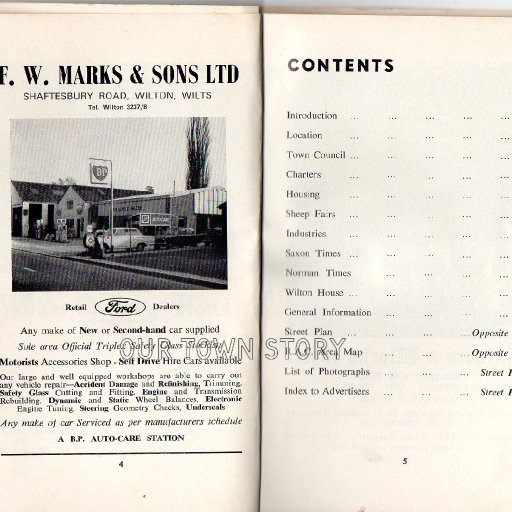 F. W. MARKS & SONS LTD
SHAFTESBURY ROAD, WILTON, WILTS
Tel. Wilton 3227/8
BP
Retail Ford Dealers
Any make of New or Second-hand car supplied
Sole area Official Triplex Safety Glass
Motorists Accessories Shop - Self Drive Hire Cars available
Our large and well equipped workshops are able to carry out
any vehicle repair—Accident Damage and Refinishing, Trimming,
Safety Glass Cutting and Fitting. Engine and Transmission
Rebuilding. Dynamic and Static Wheel Balances, Electronic
Engine Tuning, Steering Geometry Checks, Underseals
Any make of car Serviced as per manufacturers schedule
A B.P. AUTO-CARE STATION
4
CONTENTS
Introduction ... ... ... ...
Location ... ... ... ... ...
Town Council ... ... ... ... ...
Charters ... ... ... ... ...
Housing ... ... ... ... ...
Sheep Fairs ... ... ... ... ...
Industries ... ... ... ... ...
Saxon Times ... ... ... ... ...
Norman Times ... ... ... ...
Wilton House ... ... ... ... ...
General Information ... ... ... ...
Street Plan ... ... ... Opposite
R.A.C. Area Map ... ... ... Opposite
List of Photographs ... ... ... Street
Index to Advertisers ... ... ... Street
5
OUR TOWN STORY